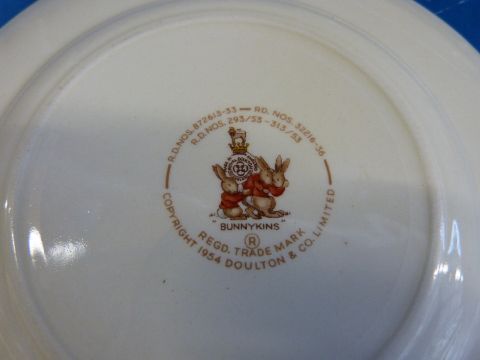 R.D.NOS. 872613-33 — RD. NOS. 32216-36
R.D. NOS. 293/53 - 313/53
"BUNNYKINS"
REGD. TRADE MARK
R
COPYRIGHT 1954 DOULTON & CO. LIMITED